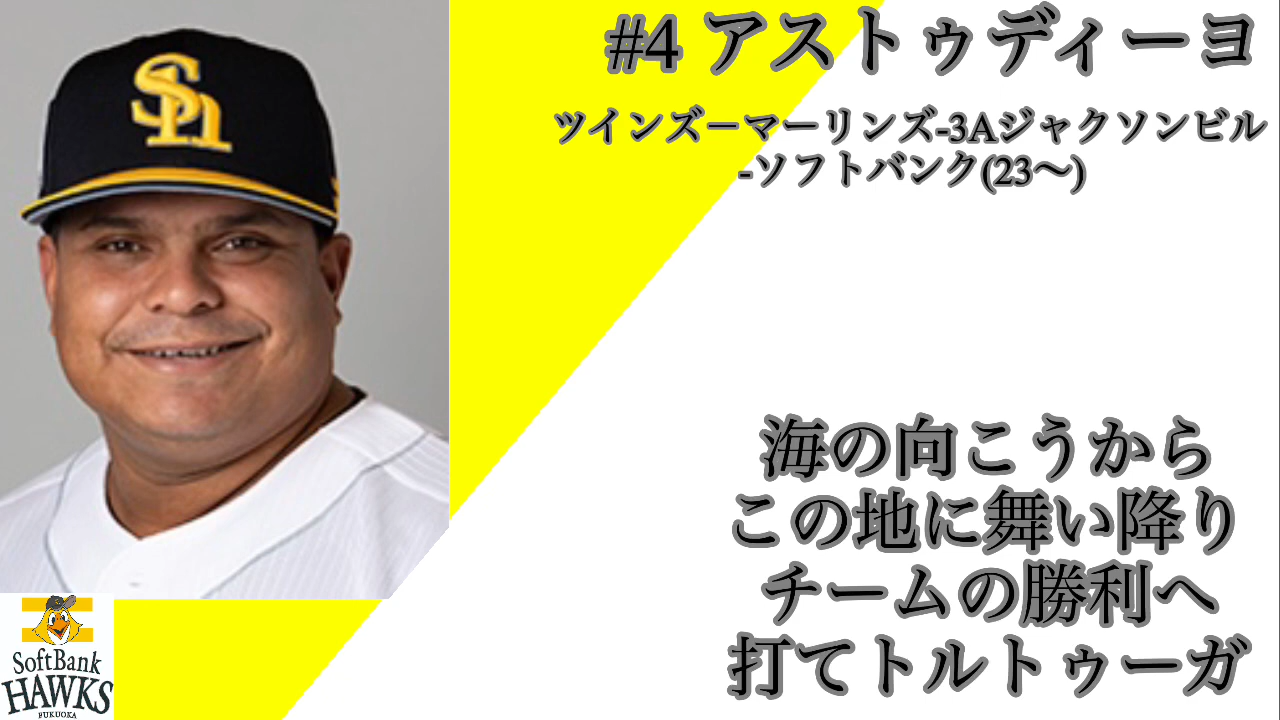 #4 アストゥディーヨ
ツインズーマーリンズ-3Aジャクソンビル
-ソフトバンク(23〜)
海の向こうから
この地に舞い降り
チームの勝利へ
打てトルトゥーガ
Sh
SoftBank
HAWKS
FUKUOKA